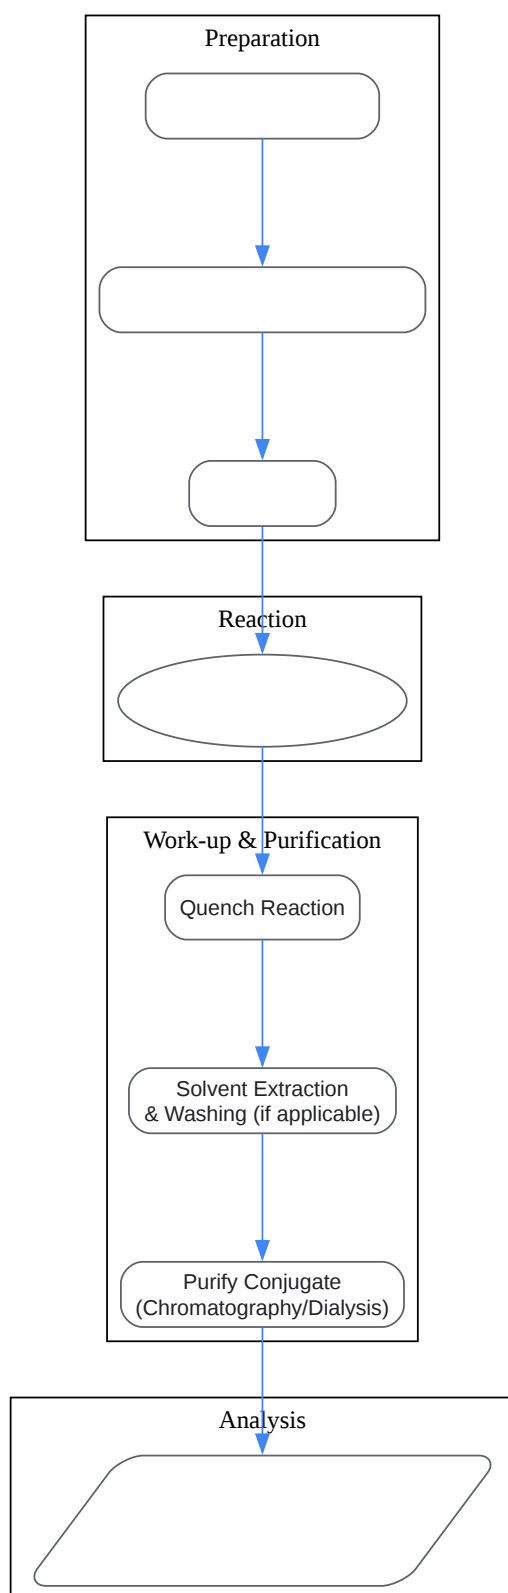 Preparation
Reaction
Work-up & Purification
Quench Reaction
Solvent Extraction
& Washing (if applicable)
Purify Conjugate
(Chromatography/Dialysis)
Analysis